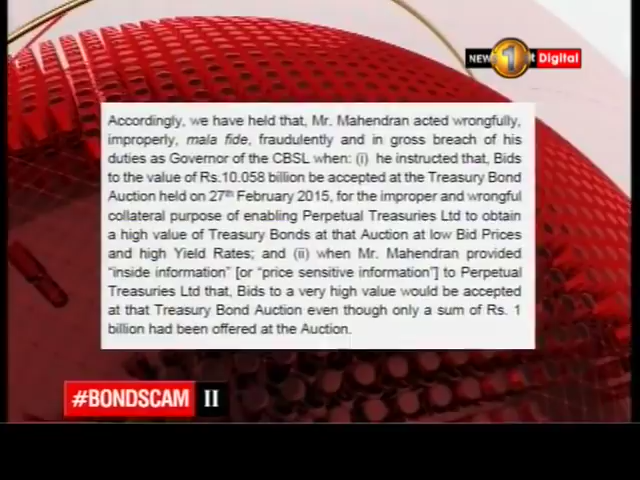 NEWS 1st Digital
Accordingly, we have held that, Mr. Mahendran acted wrongfully,
improperly, mala fide, fraudulently and in gross breach of his
duties as Governor of the CBSL when: (i) he instructed that, Bids
to the value of Rs.10.058 billion be accepted at the Treasury Bond
Auction held on 27th February 2015, for the improper and wrongful
collateral purpose of enabling Perpetual Treasuries Ltd to obtain
a high value of Treasury Bonds at that Auction at low Bid Prices
and high Yield Rates; and (ii) when Mr. Mahendran provided
“inside information” [or “price sensitive information”] to Perpetual
Treasuries Ltd that, Bids to a very high value would be accepted
at that Treasury Bond Auction even though only a sum of Rs. 1
billion had been offered at the Auction.
#BONDSCAM II